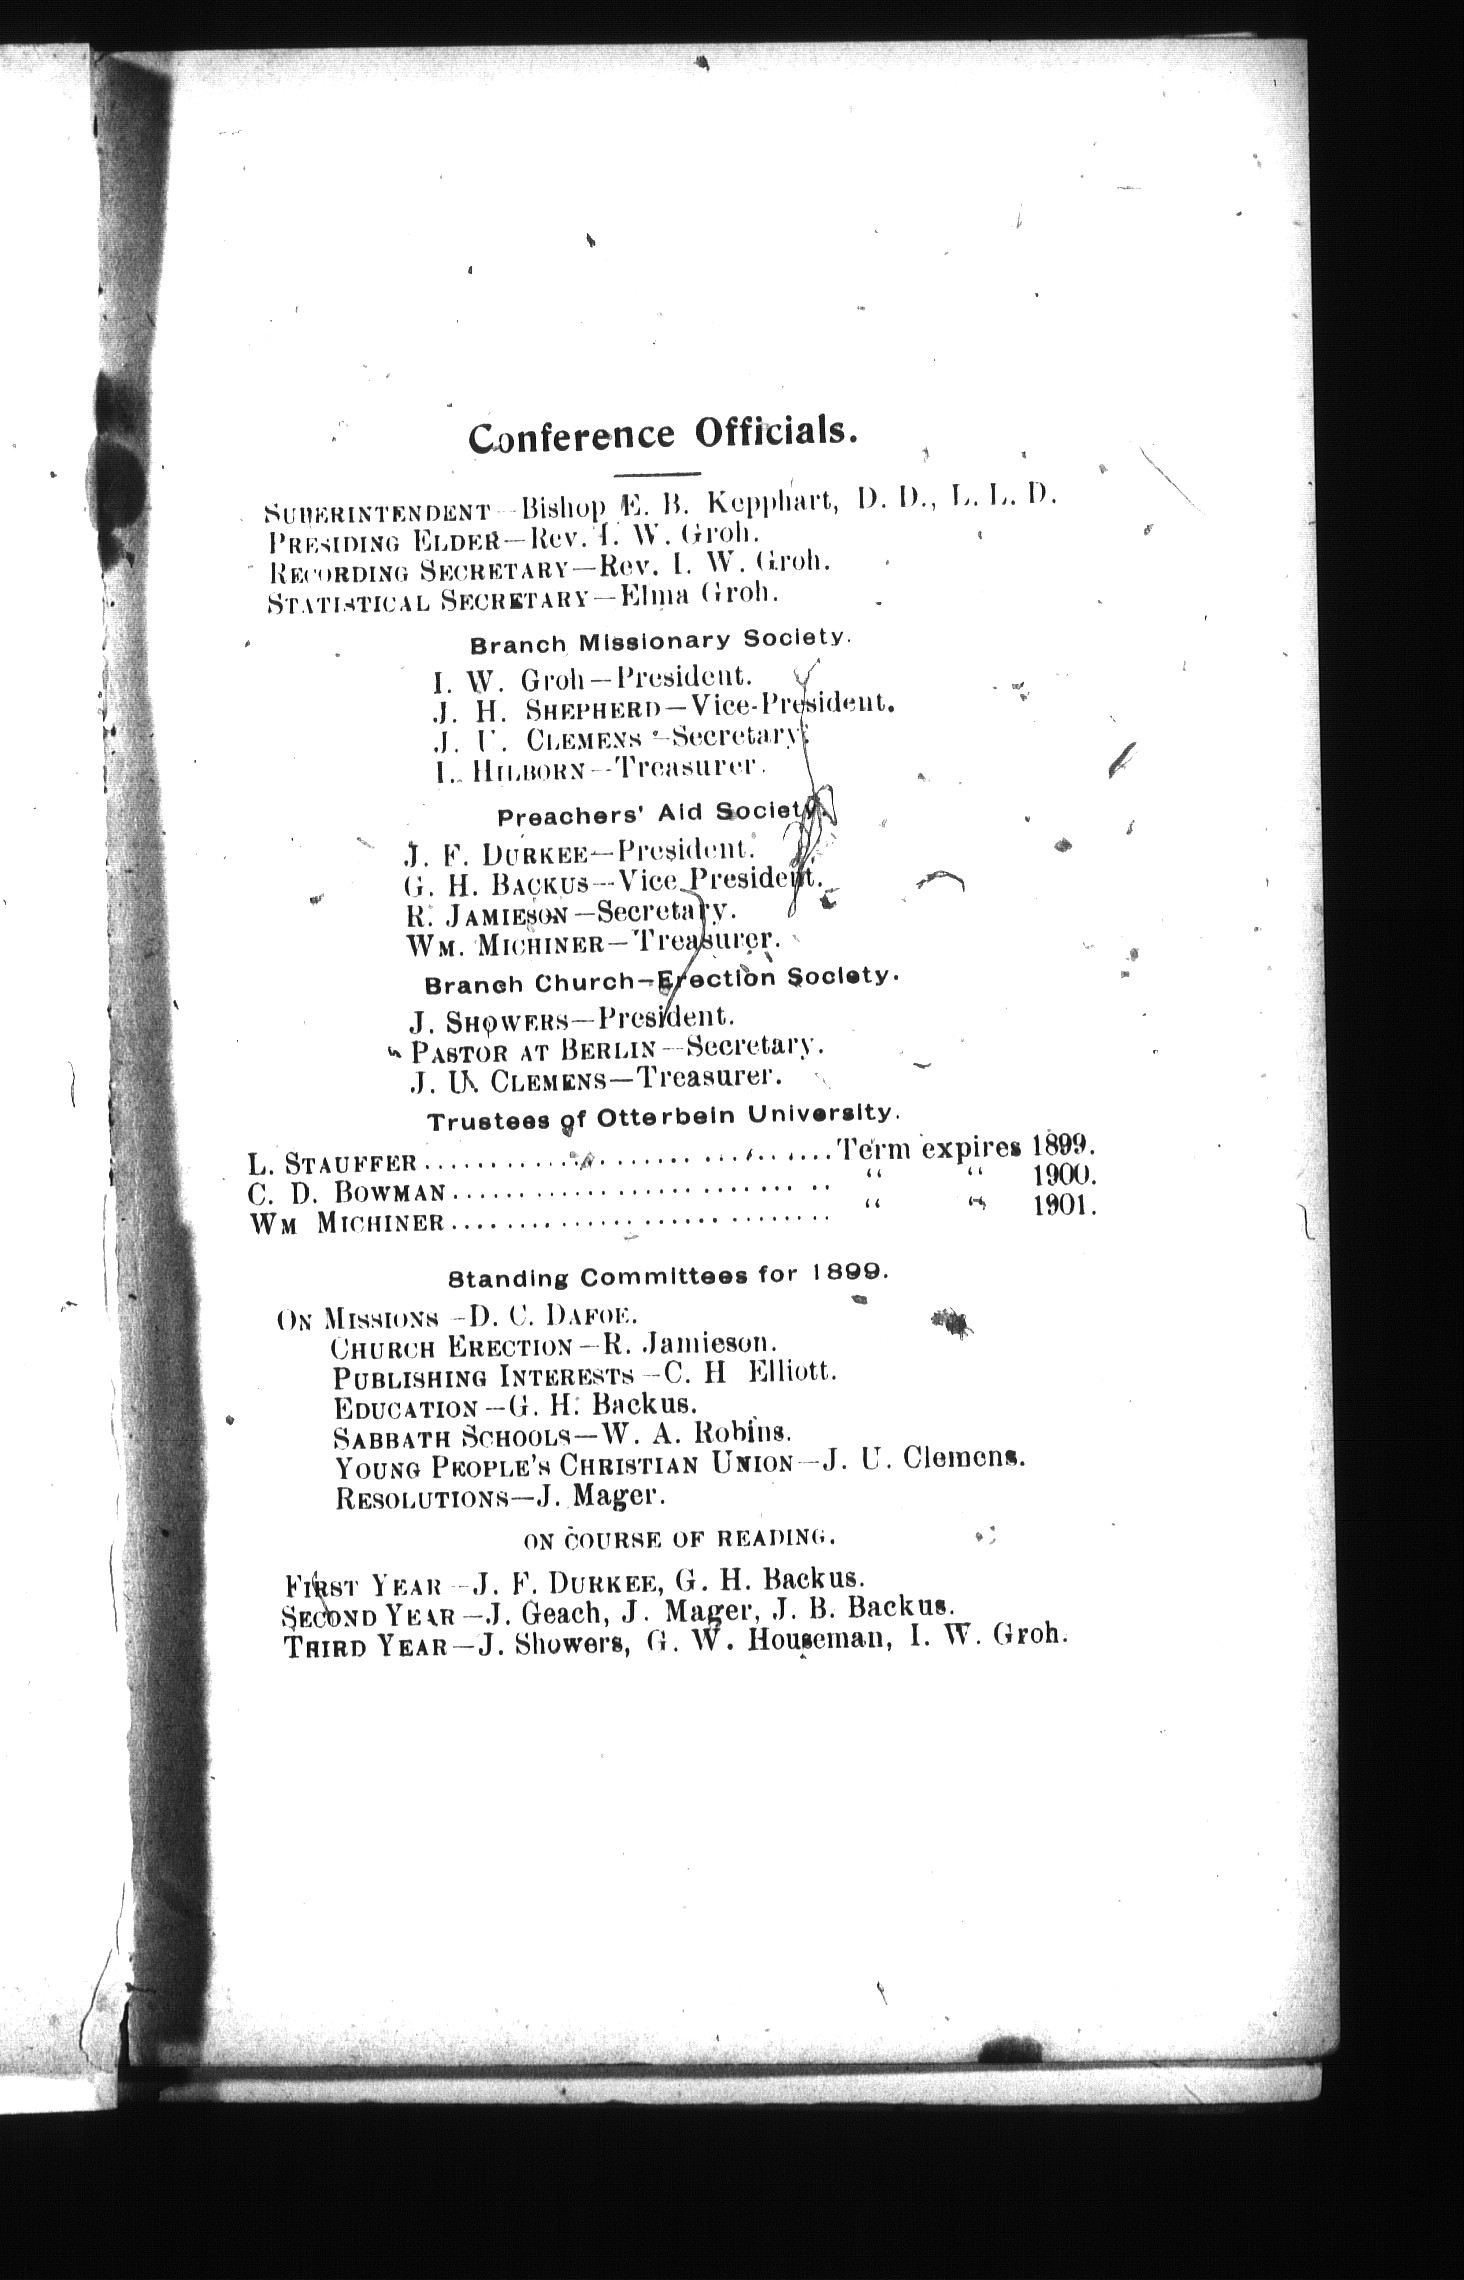 Conference Officials.
SUPERINTENDENT—Bishop E. B. Kepphart, D. D., L. L. D.
PRESIDING ELDER—Rev. I. W. Groh.
RECORDING SECRETARY—Rev. I. W. Groh.
STATISTICAL SECRETARY—Elma Groh.
Branch Missionary Society.
I. W. Groh—President.
J. H. SHEPHERD—Vice-President.
J. U. CLEMENS—Secretary.
I. HILBORN—Treasurer.
Preachers' Aid Society.
J. F. DURKEE—President.
G. H. BACKUS—Vice President.
R. JAMIESON—Secretary.
WM. MICHINER—Treasurer.
Branch Church-Erection Society.
J. SHOWERS—President.
PASTOR AT BERLIN—Secretary.
J. U. CLEMENS—Treasurer.
Trustees of Otterbein University.
L. STAUFFER.................................Term expires 1899.
C. D. BOWMAN............................... “ “ 1900.
WM MICHINER............................... “ “ 1901.
Standing Committees for 1899.
ON MISSIONS—D. C. DAFOE.
CHURCH ERECTION—R. Jamieson.
PUBLISHING INTERESTS—C. H Elliott.
EDUCATION—G. H. Backus.
SABBATH SCHOOLS—W. A. Robins.
YOUNG PEOPLE'S CHRISTIAN UNION—J. U. Clemens.
RESOLUTIONS—J. Mager.
ON COURSE OF READING.
FIRST YEAR—J. F. DURKEE, G. H. Backus.
SECOND YEAR—J. Geach, J. Mager, J. B. Backus.
THIRD YEAR—J. Showers, G. W. Houseman, I. W. Groh.